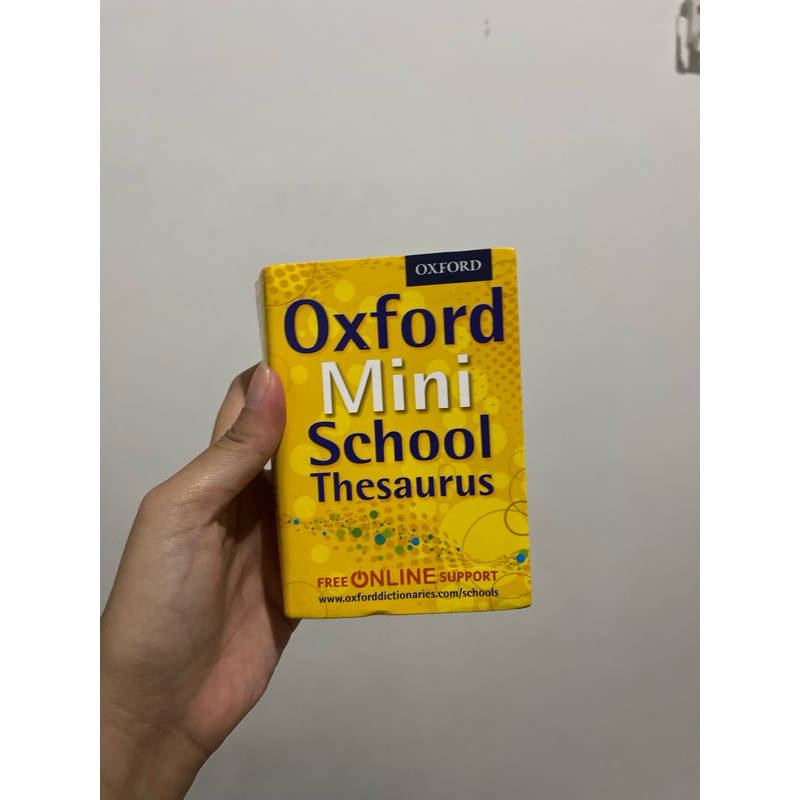 OXFORD
Oxford
Mini
School
Thesaurus
FREE ONLINE SUPPORT
www.oxforddictionaries.com/schools